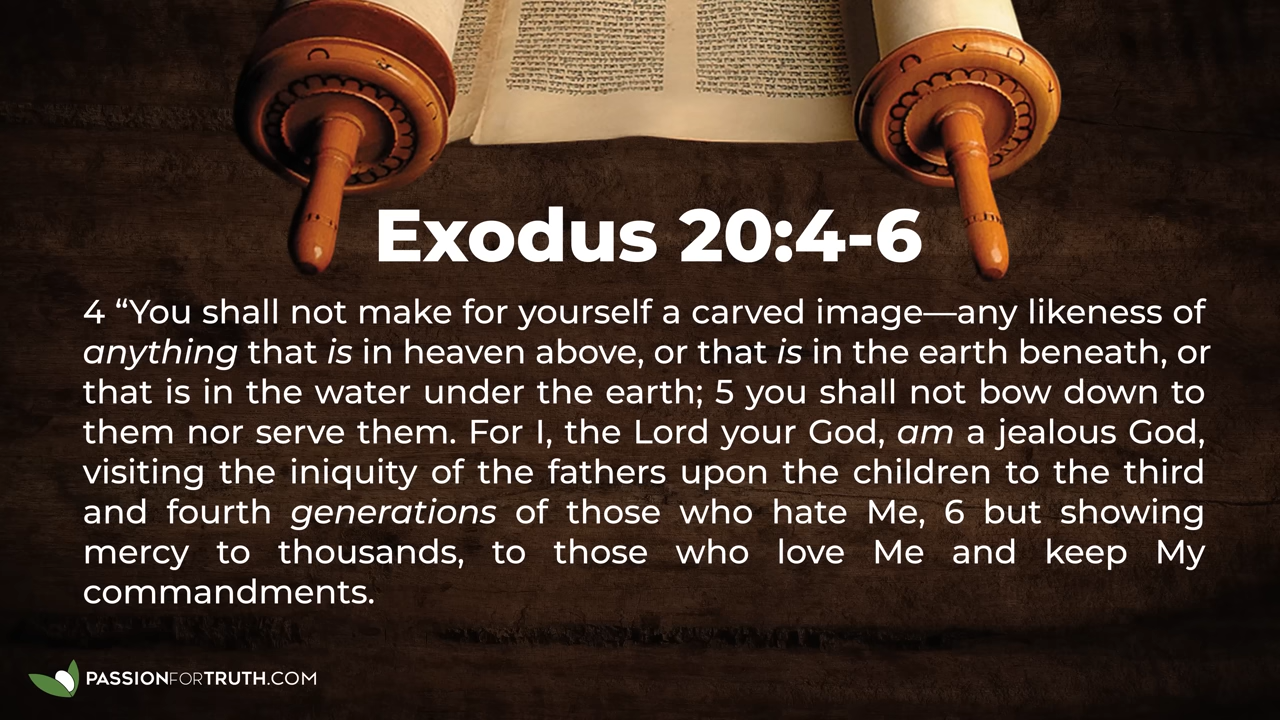 Exodus 20:4-6
4 “You shall not make for yourself a carved image—any likeness of
anything that is in heaven above, or that is in the earth beneath, or
that is in the water under the earth; 5 you shall not bow down to
them nor serve them. For I, the Lord your God, am a jealous God,
visiting the iniquity of the fathers upon the children to the third
and fourth generations of those who hate Me, 6 but showing
mercy to thousands, to those who love Me and keep My
commandments.
PASSIONFORTRUTH.COM